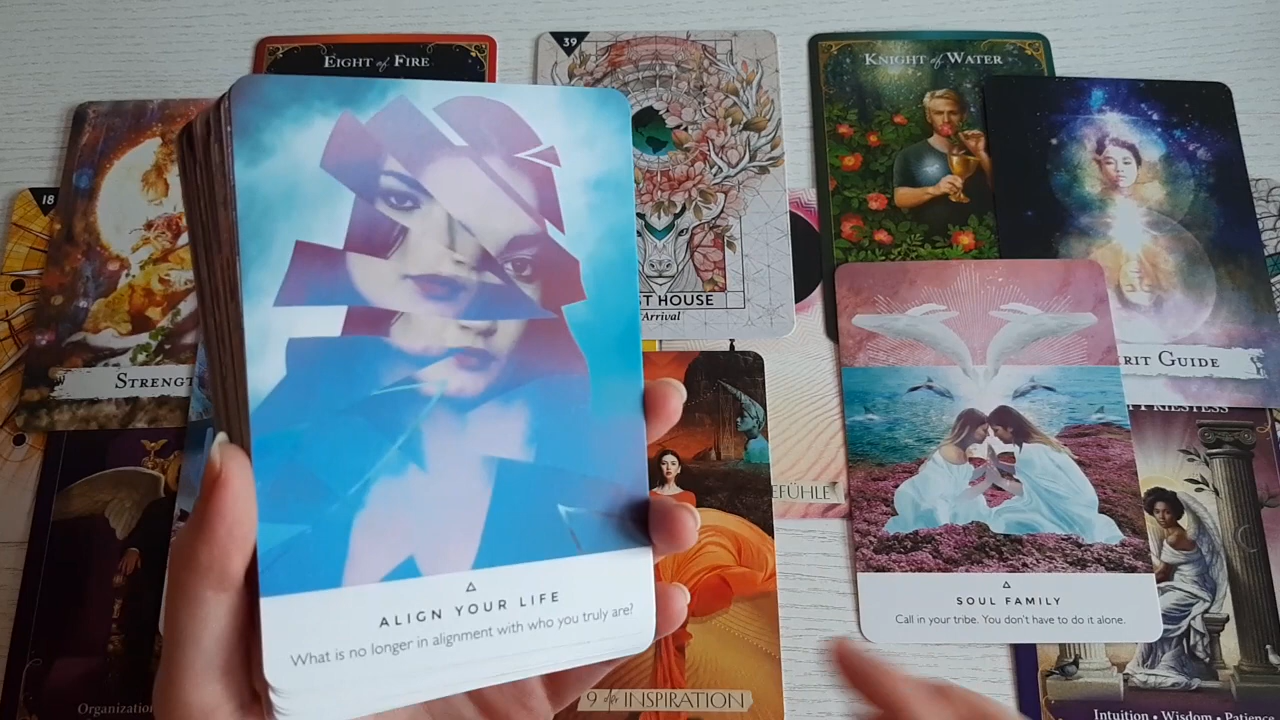 EIGHT of FIRE
39
KNIGHT of WATER
18
ST HOUSE
Arrival
RIT GUIDE
STRENGT
PRIESTESS
EFÜHLE
ALIGN YOUR LIFE
What is no longer in alignment with who you truly are?
SOUL FAMILY
Call in your tribe. You don't have to do it alone.
9 der INSPIRATION
Organization
Intuition • Wisdom • Patience